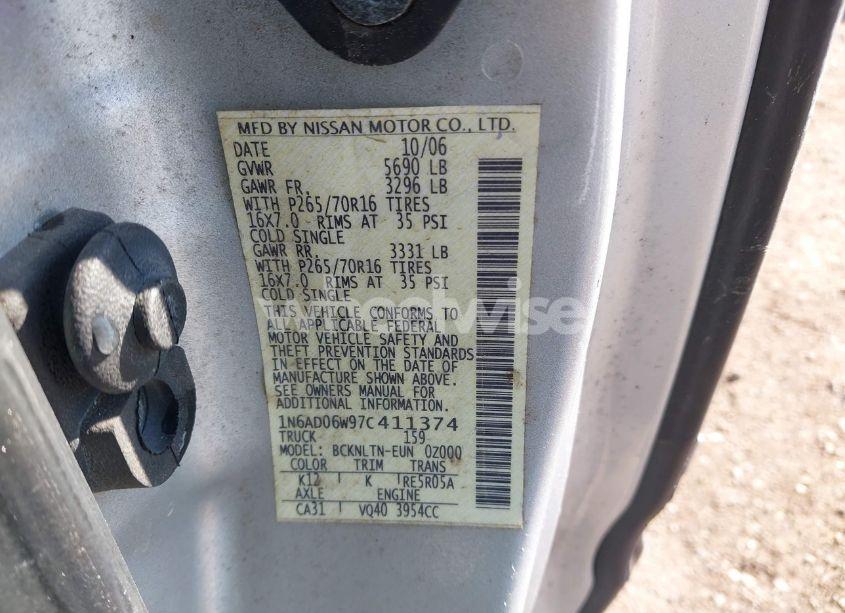 MFD BY NISSAN MOTOR CO., LTD.
DATE 10/06
GVWR 5690 LB
GAWR FR. 3296 LB
WITH P265/70R16 TIRES
16X7.0 RIMS AT 35 PSI
COLD SINGLE
GAWR RR. 3331 LB
WITH P265/70R16 TIRES
16X7.0 RIMS AT 35 PSI
COLD SINGLE
THIS VEHICLE CONFORMS TO
ALL APPLICABLE FEDERAL
MOTOR VEHICLE SAFETY AND
THEFT PREVENTION STANDARDS
IN EFFECT ON THE DATE OF
MANUFACTURE SHOWN ABOVE.
SEE OWNERS MANUAL FOR
ADDITIONAL INFORMATION.
1N6AD06W97C411374
TRUCK 159
MODEL: BCKNLTN-EUN 0Z000
COLOR TRIM TRANS
K12 K RE5R05A
AXLE ENGINE
CA31 VQ40 3954CC